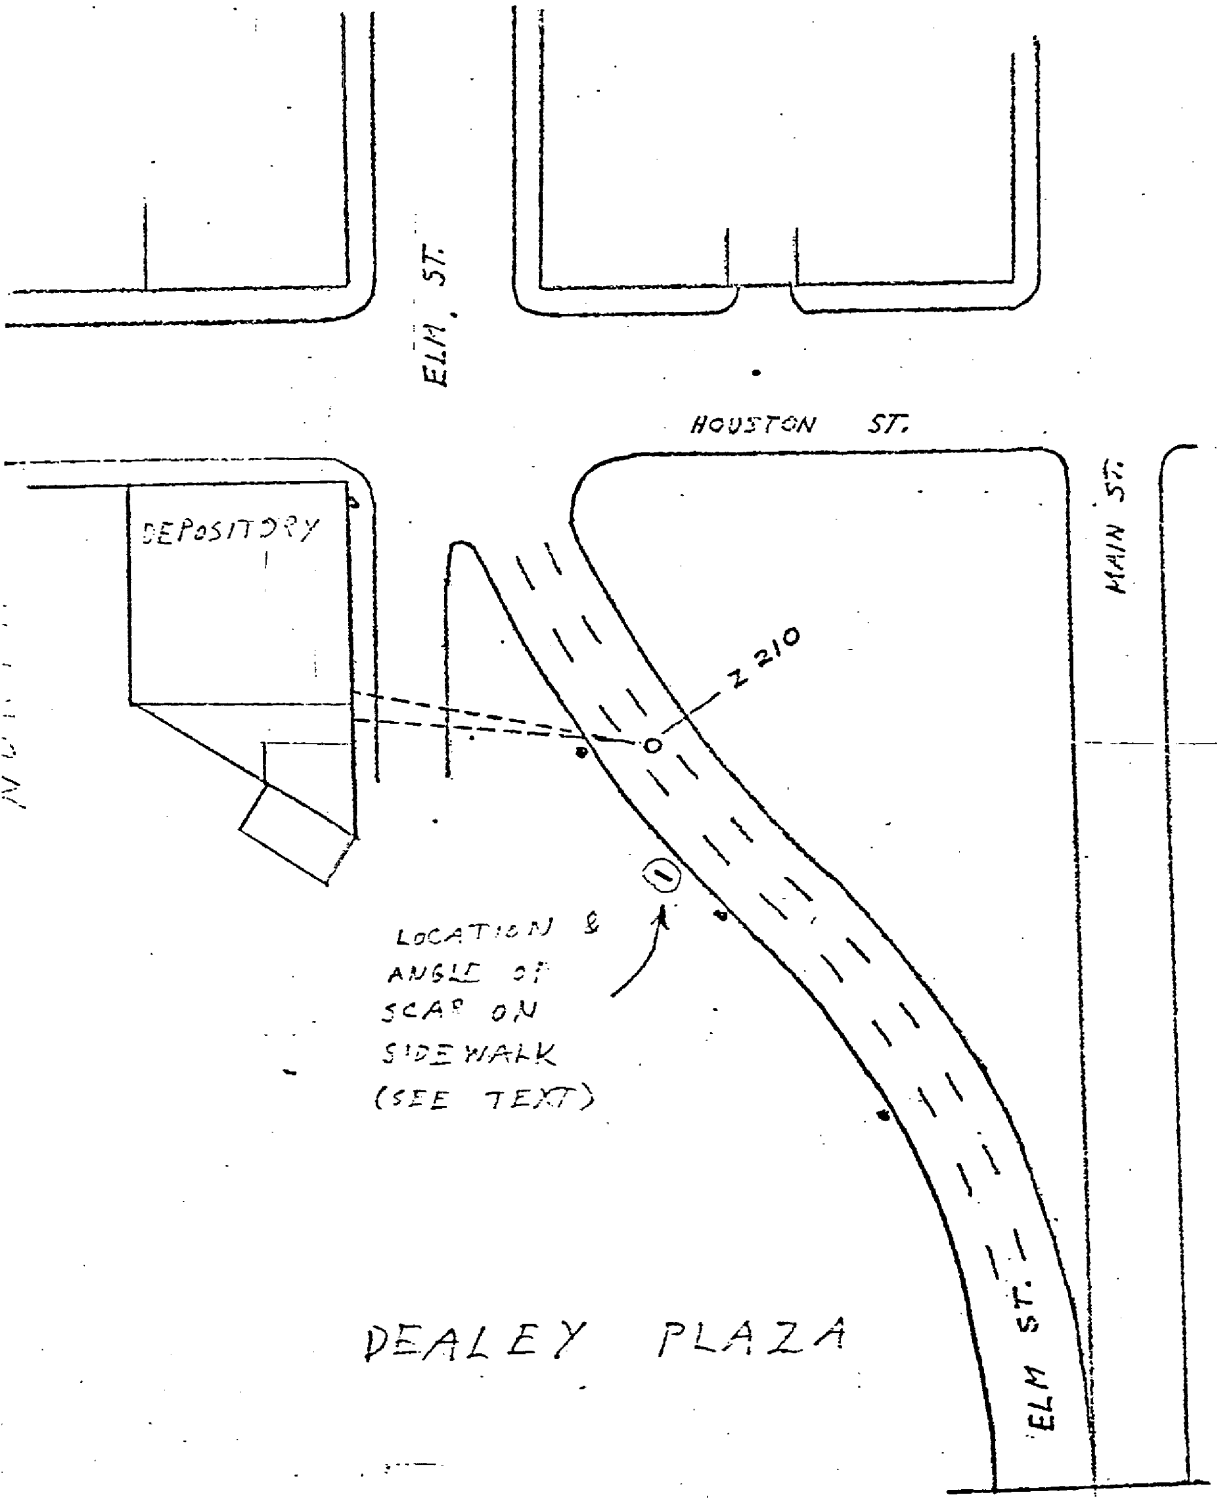 ELM. ST.
HOUSTON ST.
MAIN ST.
DEPOSITORY
Z 210
NORTH
LOCATION &
ANGLE OF
SCAR ON
SIDEWALK
(SEE TEXT)
DEALEY PLAZA
ELM ST.